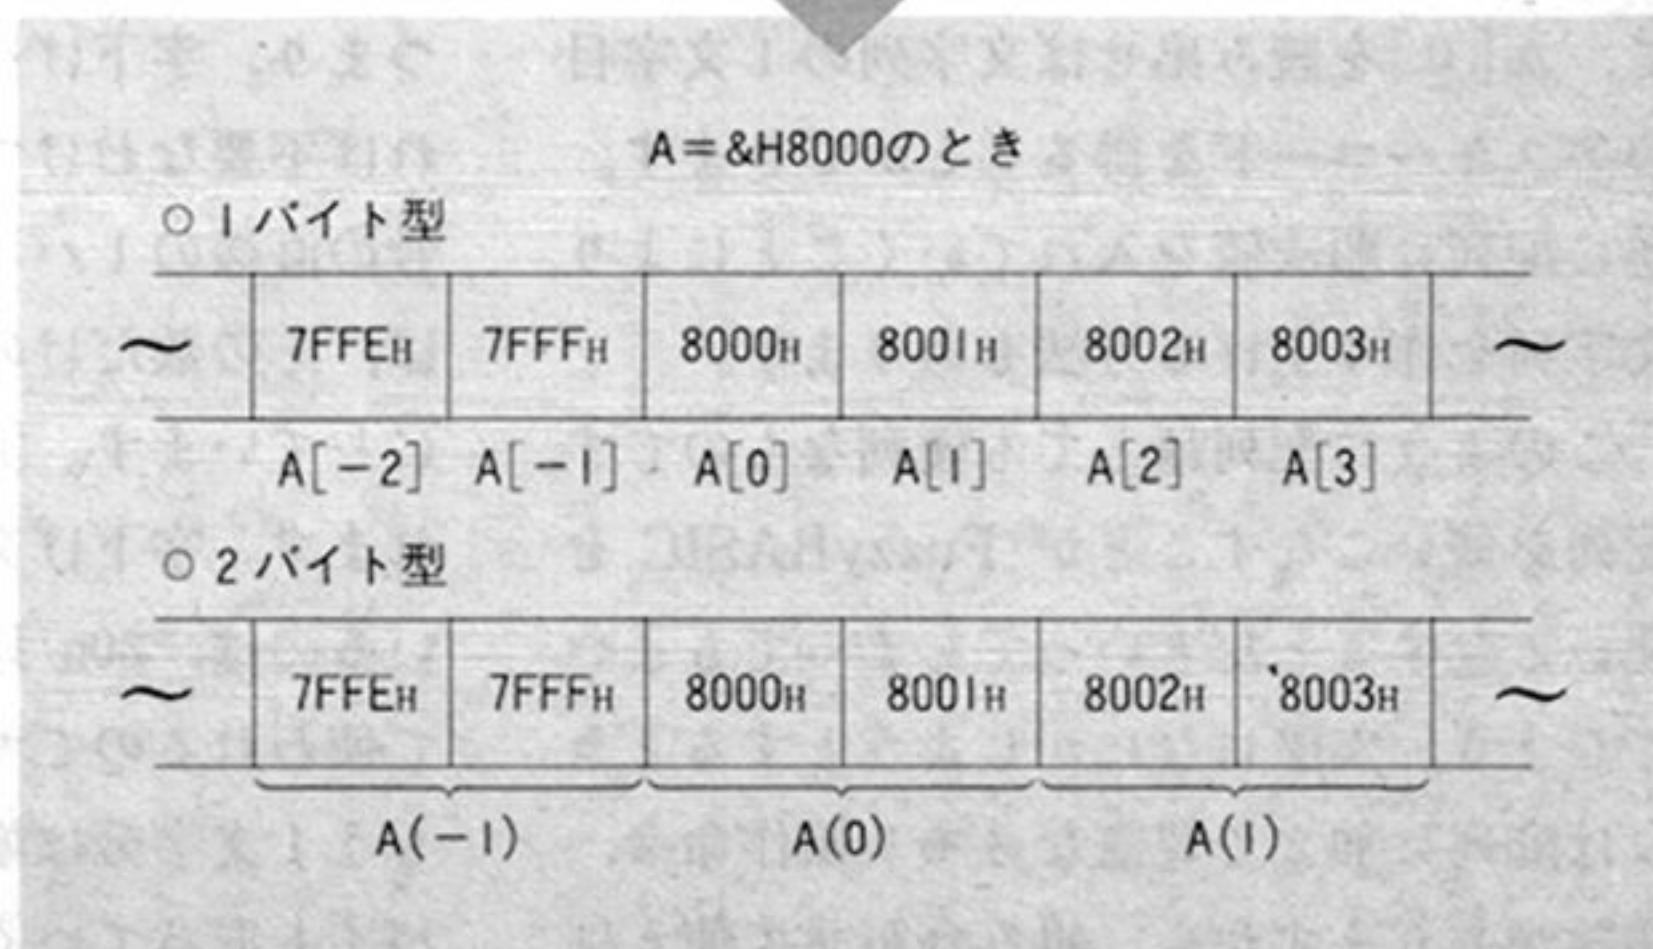 A=&H8000のとき
○ 1バイト型
〜 7FFEH 7FFFH 8000H 8001H 8002H 8003H 〜
A[-2] A[-1] A[0] A[1] A[2] A[3]
○ 2バイト型
〜 7FFEH 7FFFH 8000H 8001H 8002H 8003H 〜
A(-1) A(0) A(1)